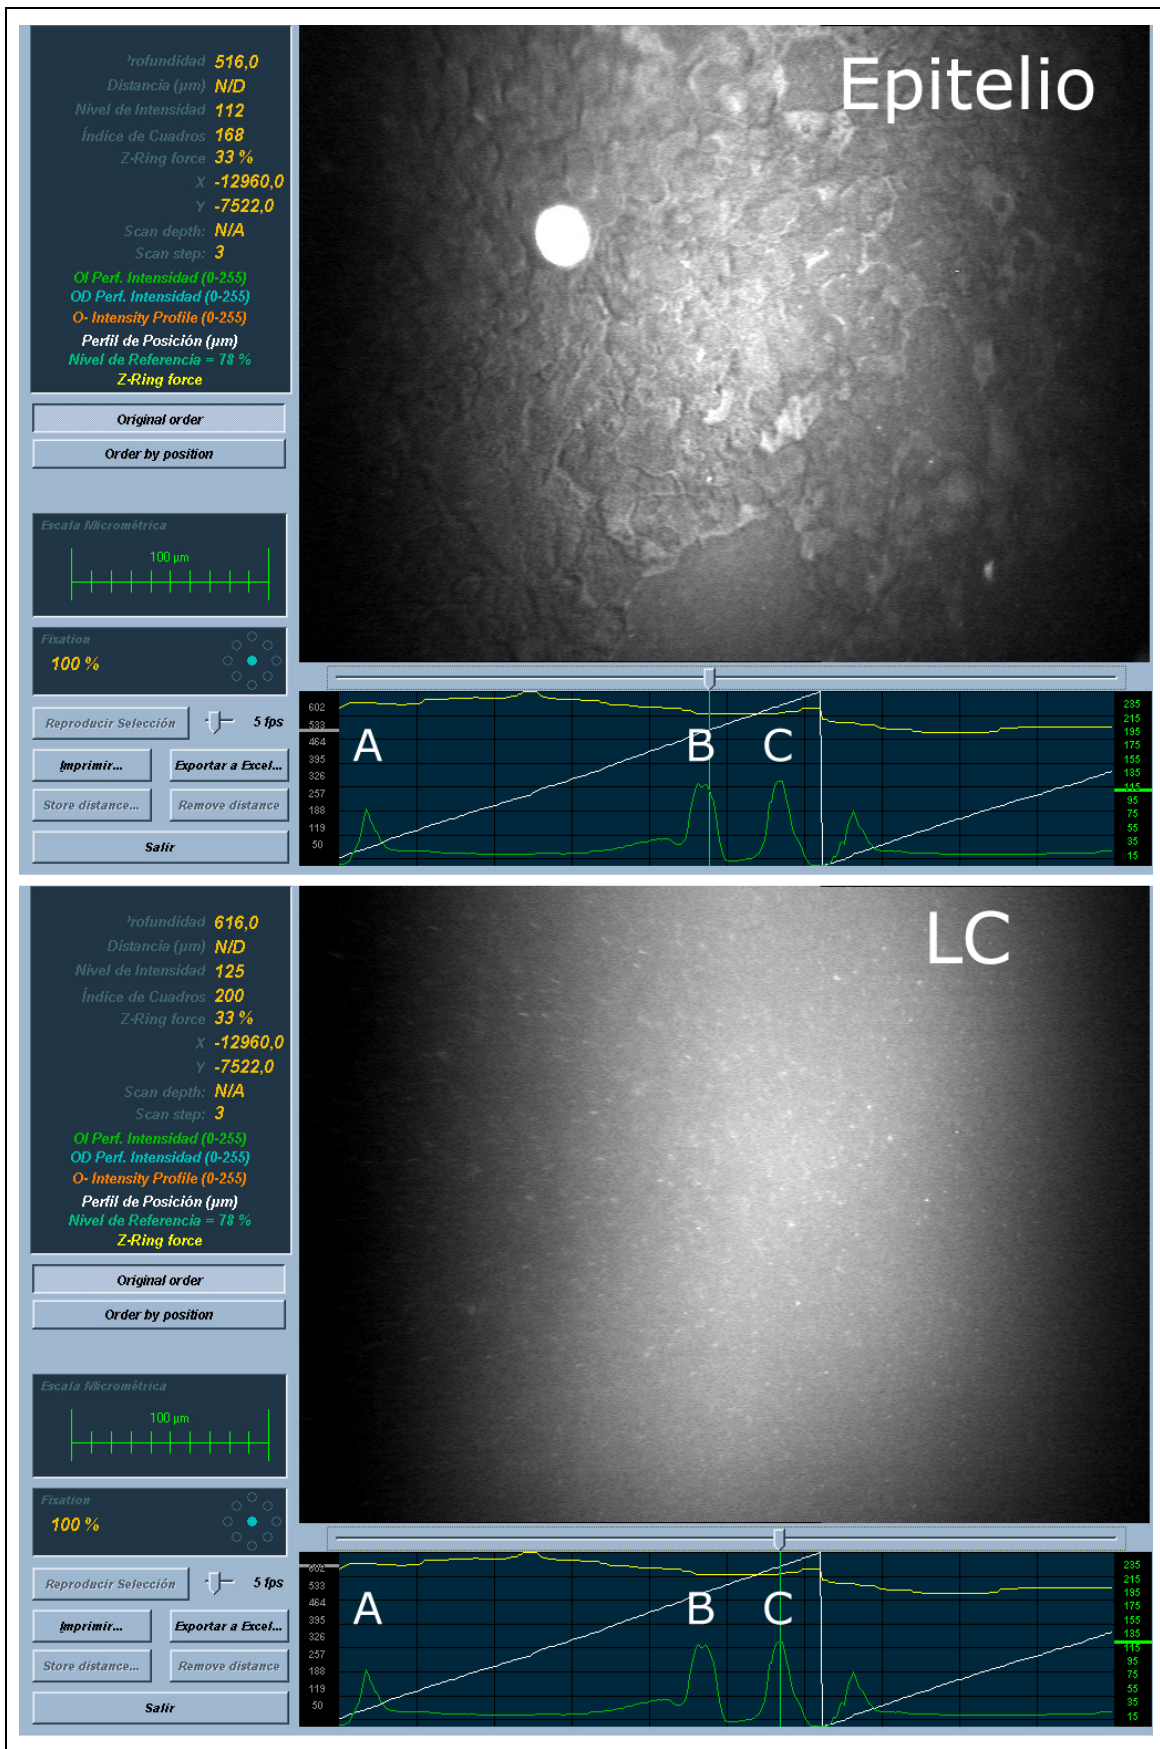 Profundidad 516,0
Distancia (µm) N/D
Nivel de Intensidad 112
Índice de Cuadros 168
Z-Ring force 33 %
X -12960,0
Y -7522,0
Scan depth: N/A
Scan step: 3
OI Perf. Intensidad (0-255)
OD Perf. Intensidad (0-255)
O- Intensity Profile (0-255)
Perfil de Posición (µm)
Nivel de Referencia = 78 %
Z-Ring force
Original order
Order by position
Escala Micrométrica
100 µm
Fixation
100 %
Reproducir Selección
5 fps
Imprimir...
Exportar a Excel...
Store distance...
Remove distance
Salir
Epitelio
602
533
464
395
326
257
188
119
50
A
B
C
235
215
195
175
155
135
115
95
75
55
35
15
Profundidad 616,0
Distancia (µm) N/D
Nivel de Intensidad 125
Índice de Cuadros 200
Z-Ring force 33 %
X -12960,0
Y -7522,0
Scan depth: N/A
Scan step: 3
OI Perf. Intensidad (0-255)
OD Perf. Intensidad (0-255)
O- Intensity Profile (0-255)
Perfil de Posición (µm)
Nivel de Referencia = 78 %
Z-Ring force
Original order
Order by position
Escala Micrométrica
100 µm
Fixation
100 %
Reproducir Selección
5 fps
Imprimir...
Exportar a Excel...
Store distance...
Remove distance
Salir
LC
602
533
464
395
326
257
188
119
50
A
B
C
235
215
195
175
155
135
115
95
75
55
35
15